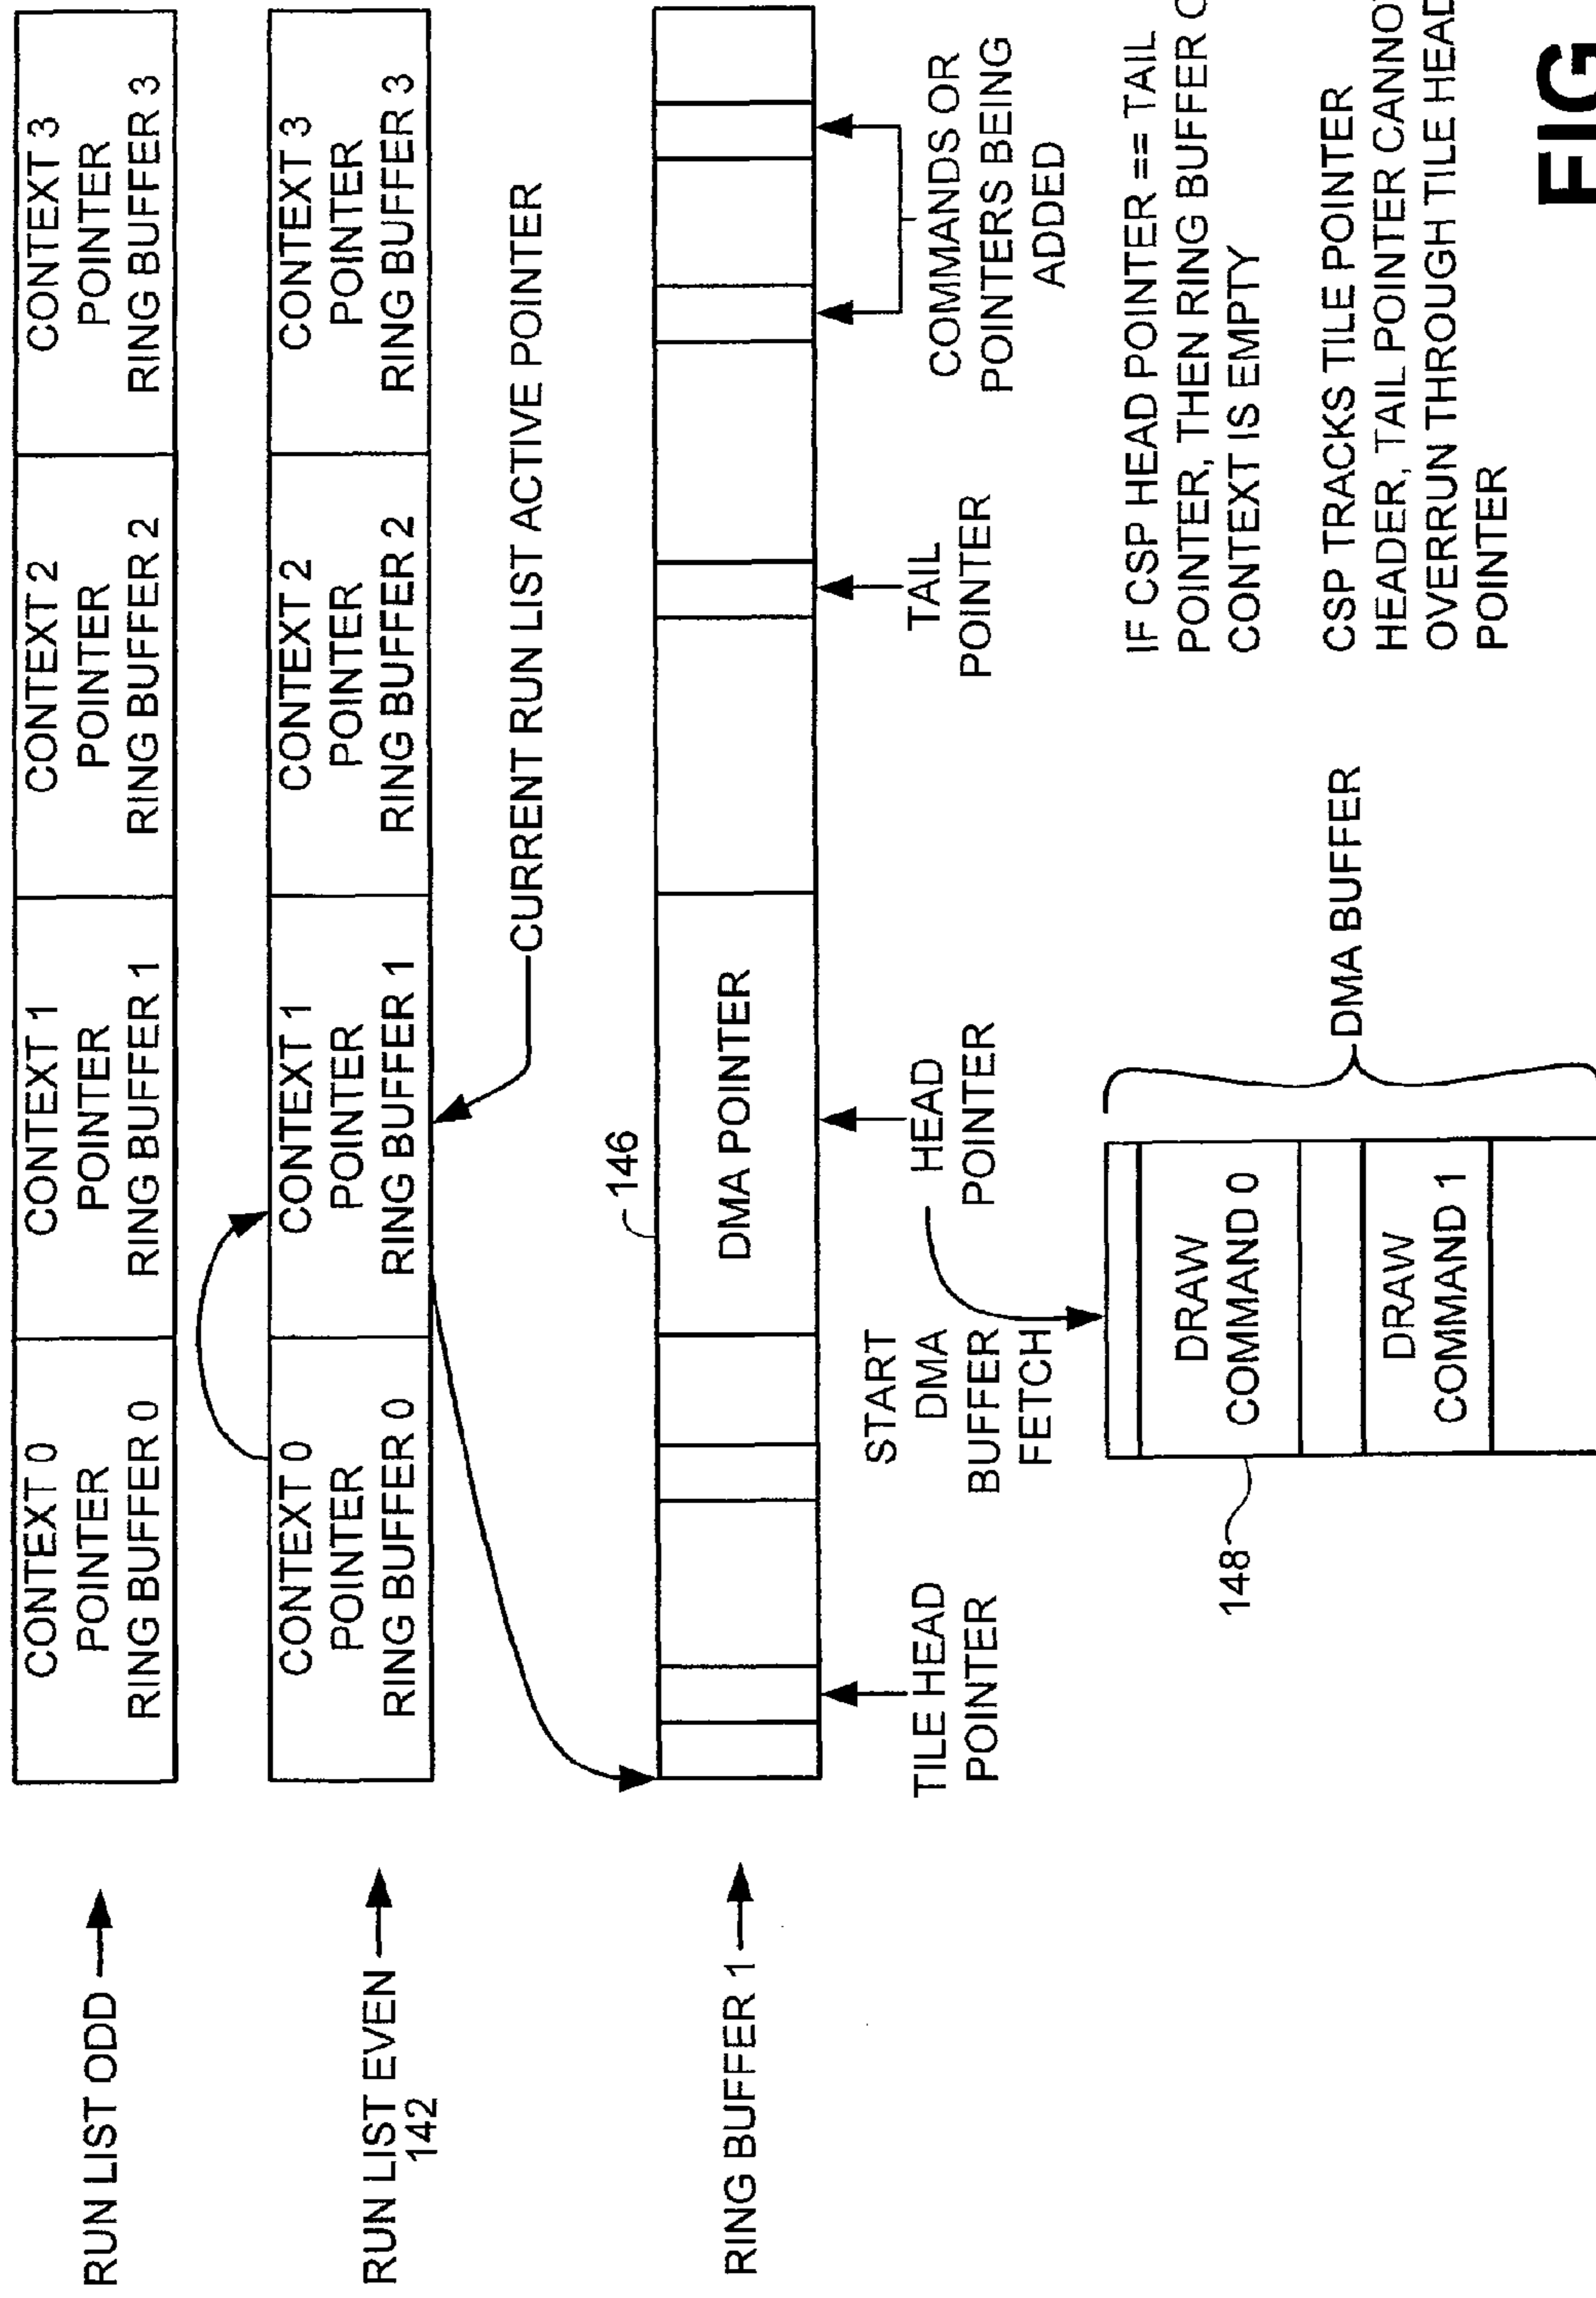 RUN LIST ODD
CONTEXT 0
POINTER
RING BUFFER 0
CONTEXT 1
POINTER
RING BUFFER 1
CONTEXT 2
POINTER
RING BUFFER 2
CONTEXT 3
POINTER
RING BUFFER 3
RUN LIST EVEN
142
CONTEXT 0
POINTER
RING BUFFER 0
CONTEXT 1
POINTER
RING BUFFER 1
CONTEXT 2
POINTER
RING BUFFER 2
CONTEXT 3
POINTER
RING BUFFER 3
CURRENT RUN LIST ACTIVE POINTER
146
RING BUFFER 1
DMA POINTER
TILE HEAD
POINTER
START
DMA
BUFFER
FETCH
HEAD
POINTER
TAIL
POINTER
COMMANDS OR
POINTERS BEING
ADDED
148
DRAW
COMMAND 0
DRAW
COMMAND 1
DMA BUFFER
IF CSP HEAD POINTER == TAIL
POINTER, THEN RING BUFFER
CONTEXT IS EMPTY
CSP TRACKS TILE POINTER
HEADER, TAIL POINTER
OVERRUN THROUGH TILE HEAD
POINTER
FIG